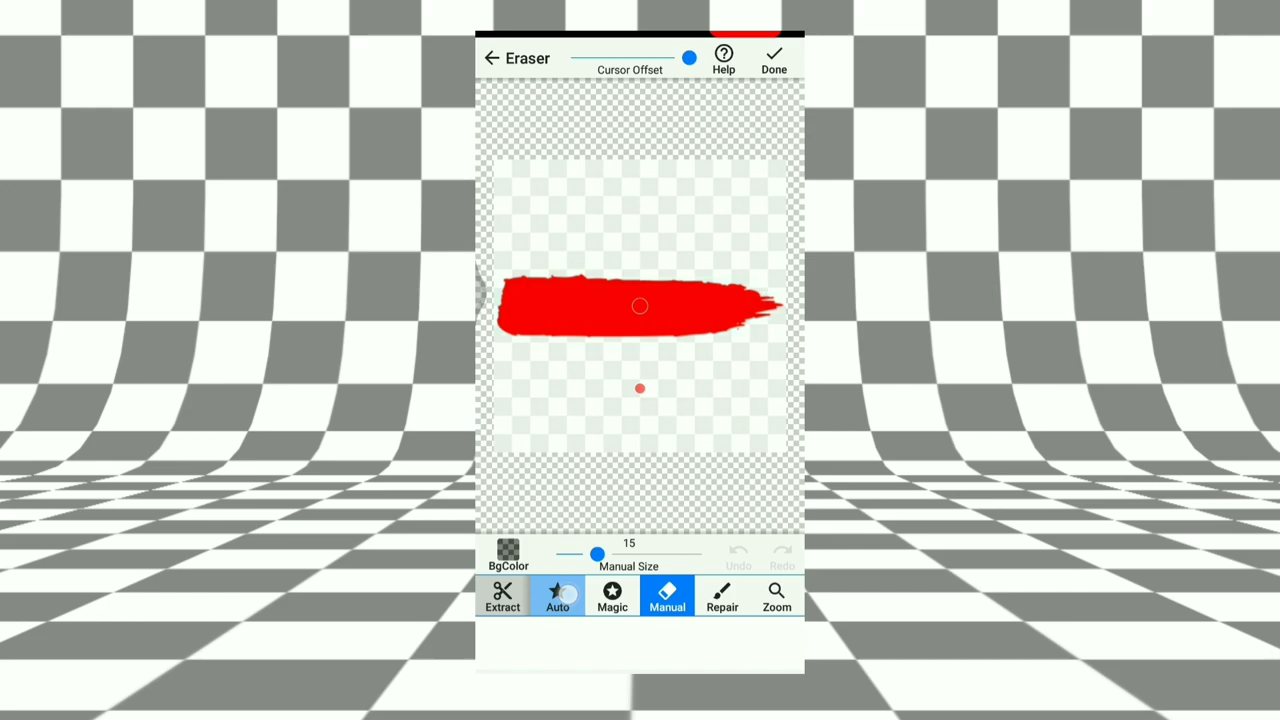 Eraser
Cursor Offset
Help
Done
15
BgColor
Manual Size
Undo
Redo
Extract
Auto
Magic
Manual
Repair
Zoom